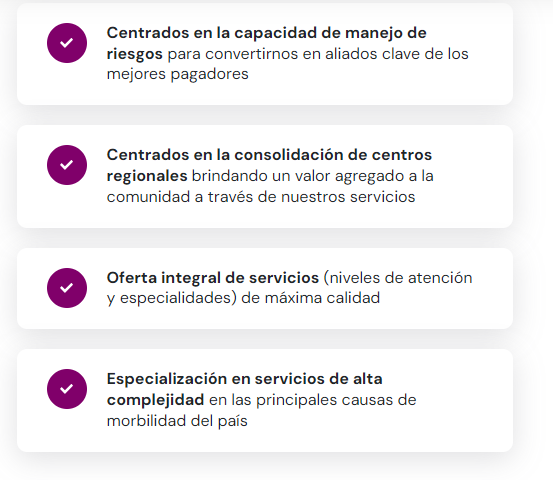 Centrados en la capacidad de manejo de
riesgos para convertirnos en aliados clave de los
mejores pagadores
Centrados en la consolidación de centros
regionales brindando un valor agregado a la
comunidad a través de nuestros servicios
Oferta integral de servicios (niveles de atención
y especialidades) de máxima calidad
Especialización en servicios de alta
complejidad en las principales causas de
morbilidad del país